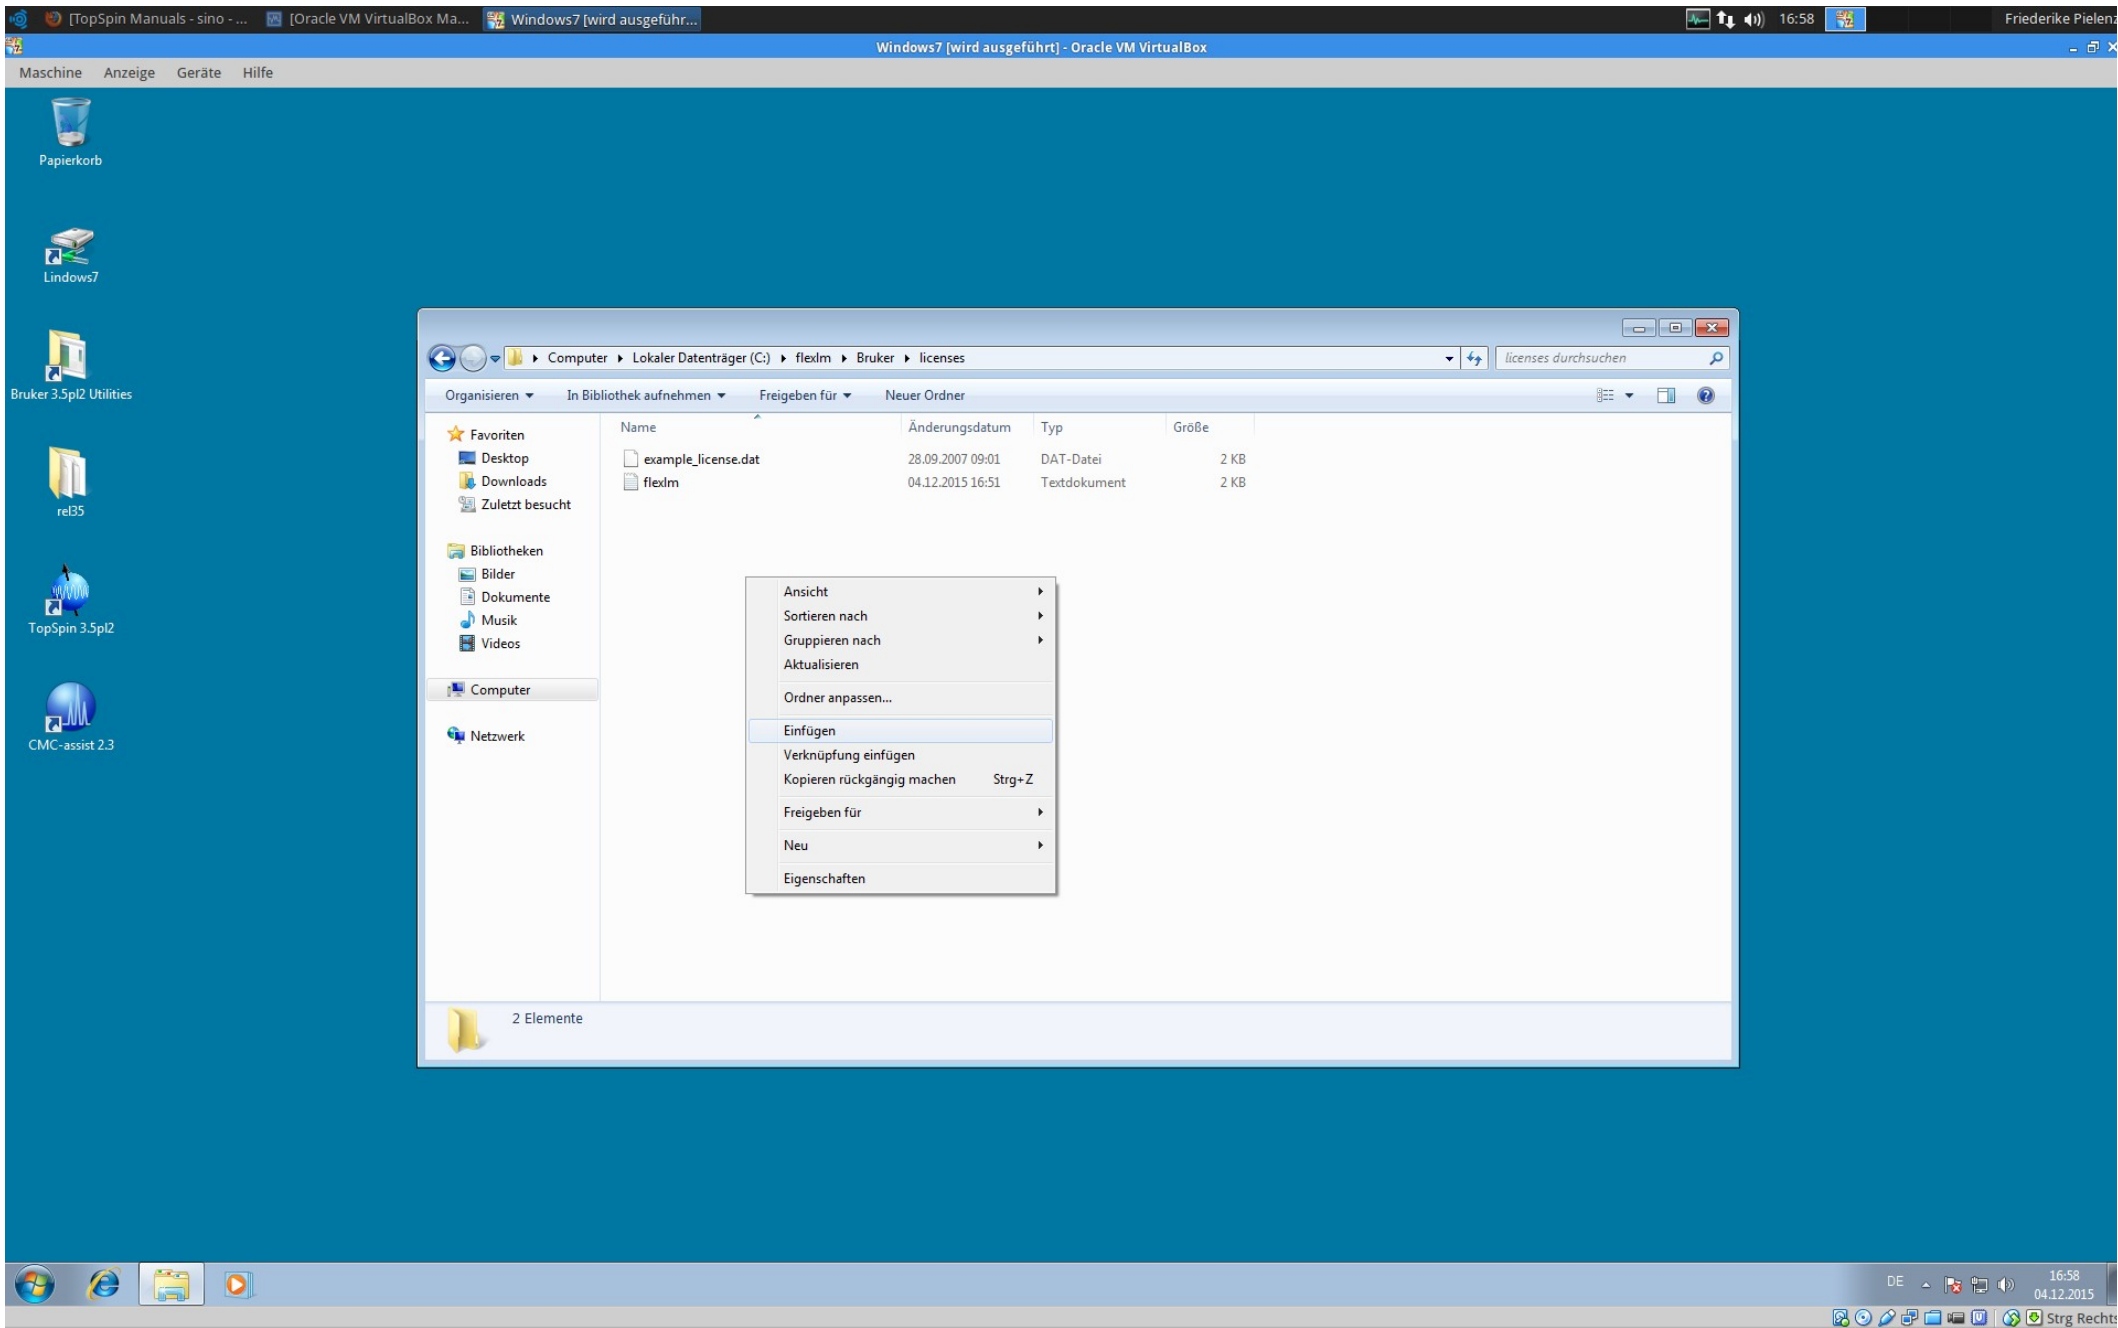 [TopSpin Manuals - sino - ... [Oracle VM VirtualBox Ma... Windows7 [wird ausgeführ... 16:58 Friederike Pielenz
Windows7 [wird ausgeführt] - Oracle VM VirtualBox
Maschine Anzeige Geräte Hilfe
Papierkorb
Lindows7
Bruker 3.5pl2 Utilities
rel35
TopSpin 3.5pl2
CMC-assist 2.3
Computer Lokaler Datenträger (C:) flexlm Bruker licenses licenses durchsuchen
Organisieren In Bibliothek aufnehmen Freigeben für Neuer Ordner
Favoriten
Desktop
Downloads
Zuletzt besucht
Bibliotheken
Bilder
Dokumente
Musik
Videos
Computer
Netzwerk
Name Änderungsdatum Typ Größe
example_license.dat 28.09.2007 09:01 DAT-Datei 2 KB
flexlm 04.12.2015 16:51 Textdokument 2 KB
Ansicht
Sortieren nach
Gruppieren nach
Aktualisieren
Ordner anpassen...
Einfügen
Verknüpfung einfügen
Kopieren rückgängig machen Strg+Z
Freigeben für
Neu
Eigenschaften
2 Elemente
DE 16:58
04.12.2015
Strg Rechts